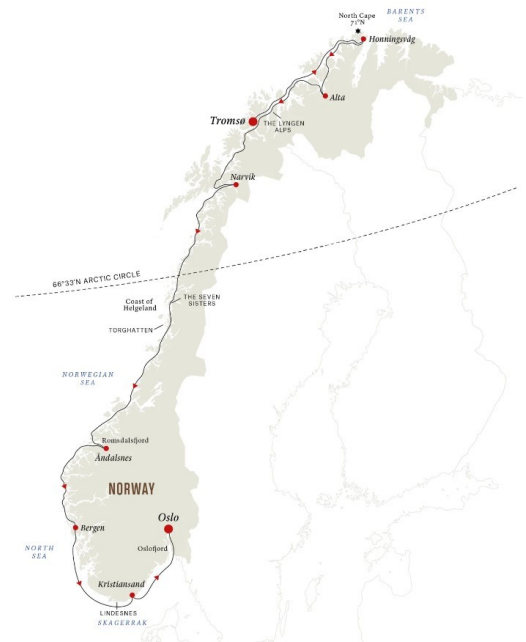 North Cape
71°N
BARENTS
SEA
Honningsvåg
Alta
Tromsø
THE LYNGEN
ALPS
Narvik
66°33'N ARCTIC CIRCLE
Coast of
Helgeland
THE SEVEN
SISTERS
TORGHATTEN
NORWEGIAN
SEA
Romsdalsfjord
Åndalsnes
NORWAY
Oslo
Bergen
Oslofjord
NORTH
SEA
Kristiansand
LINDESNES
SKAGERRAK